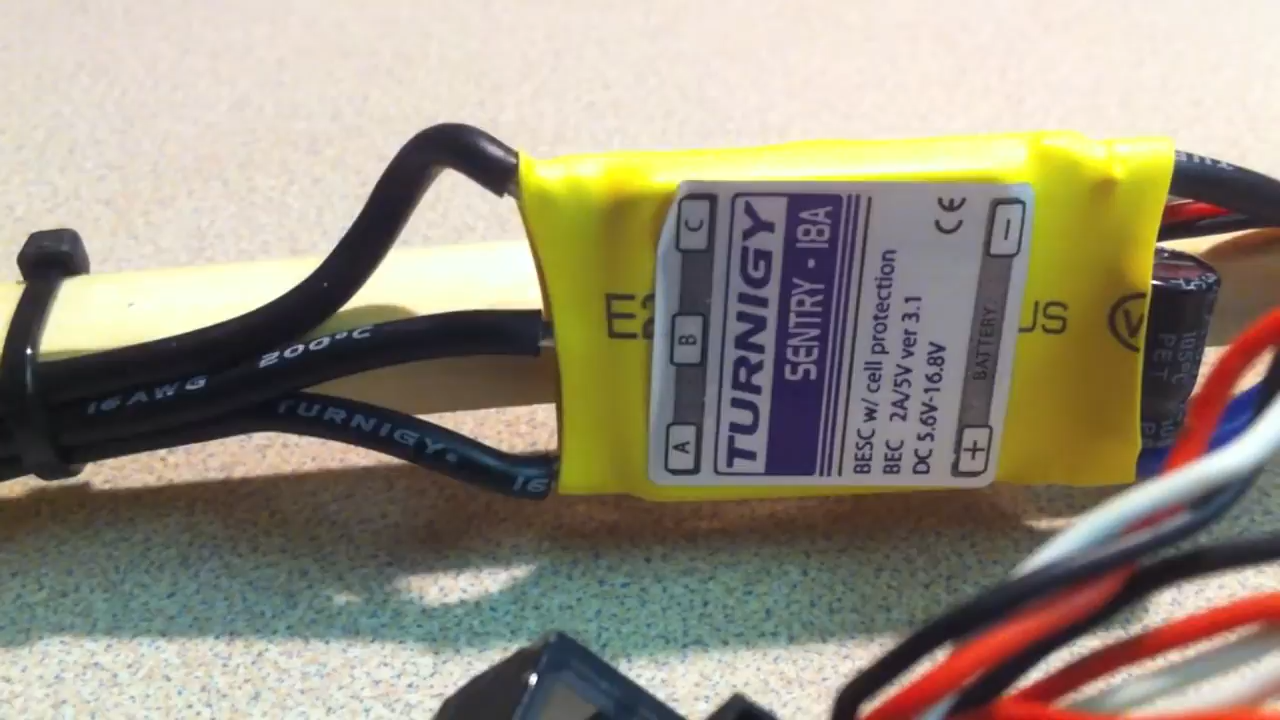 C
B
A
TURNIGY
SENTRY - 18A
BESC w/ cell protection
BEC 2A/5V ver 3.1
DC 5.6V-16.8V
CE
BATTERY
-
+
E2
US
200°C
16AWG
TURNIGY
16
105°C
PET